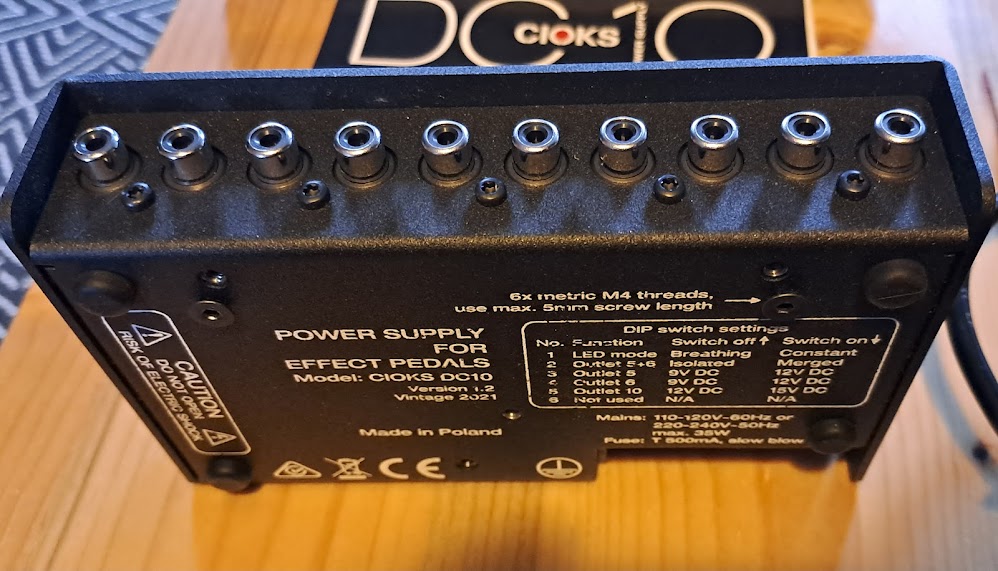 DC10
CIOKS
6x metric M4 threads,
use max. 5mm screw length
POWER SUPPLY
FOR
EFFECT PEDALS
Model: CIOKS DC10
Version 1.2
Vintage 2021
Made in Poland
CAUTION
DO NOT OPEN
RISK OF ELECTRIC SHOCK
DIP switch settings
No. Function Switch off ↑ Switch on ↓
1 LED mode Breathing Constant
2 Outlet 5+6 Isolated Merged
3 Outlet 5 9V DC 12V DC
4 Outlet 6 9V DC 12V DC
5 Outlet 10 12V DC 15V DC
6 Not used N/A N/A
Mains: 110-120V~60Hz or
220-240V~50Hz
max. 35W
Fuse: T 500mA, slow blow
CE